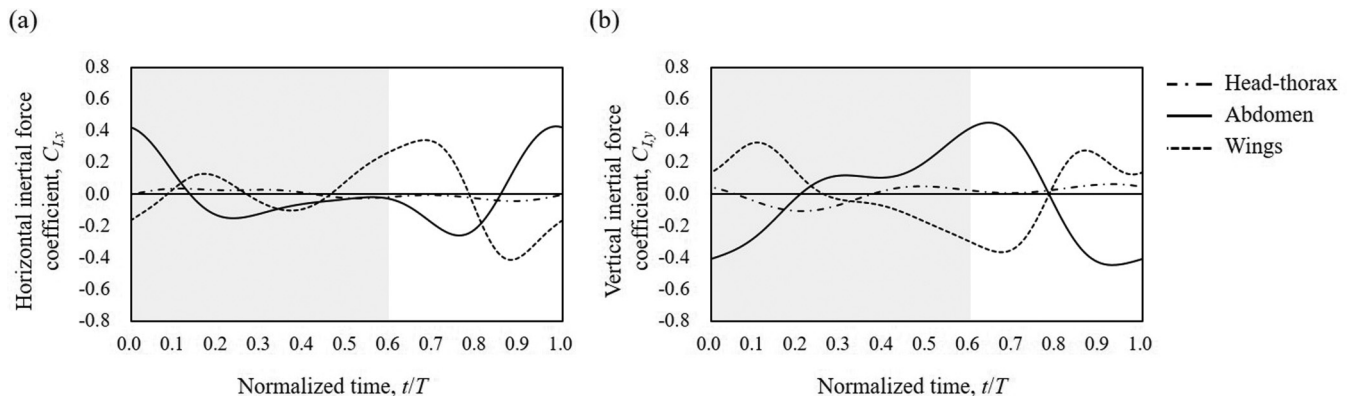 (a)
Horizontal inertial force
coefficient, C_{I,x}
0.8
0.6
0.4
0.2
0.0
-0.2
-0.4
-0.6
-0.8
0.0 0.1 0.2 0.3 0.4 0.5 0.6 0.7 0.8 0.9 1.0
Normalized time, t/T
(b)
Vertical inertial force
coefficient, C_{I,y}
0.8
0.6
0.4
0.2
0.0
-0.2
-0.4
-0.6
-0.8
0.0 0.1 0.2 0.3 0.4 0.5 0.6 0.7 0.8 0.9 1.0
Normalized time, t/T
Head-thorax
Abdomen
Wings